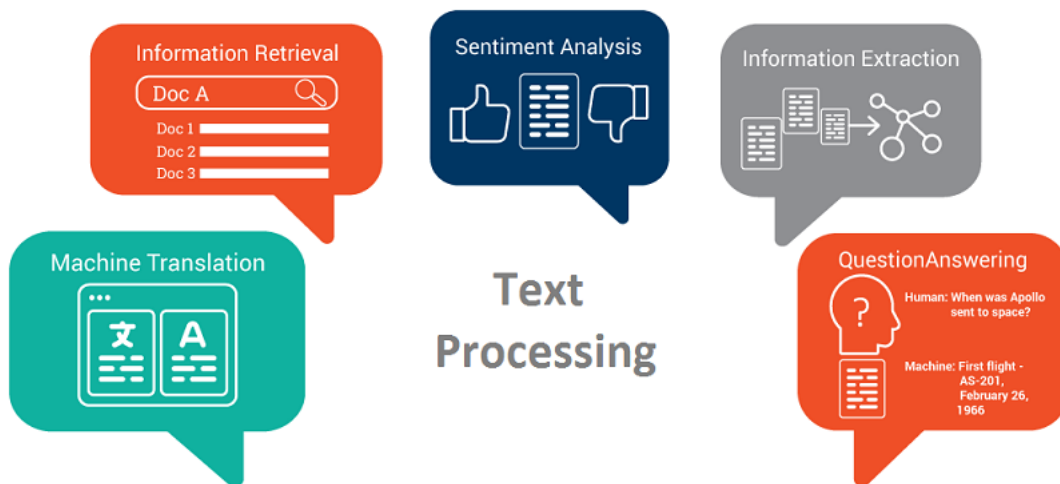 Information Retrieval
Doc A
Doc 1
Doc 2
Doc 3
Sentiment Analysis
Information Extraction
Machine Translation
文 A
Text
Processing
QuestionAnswering
?
Human: When was Apollo
sent to space?
Machine: First flight -
AS-201,
February 26,
1966